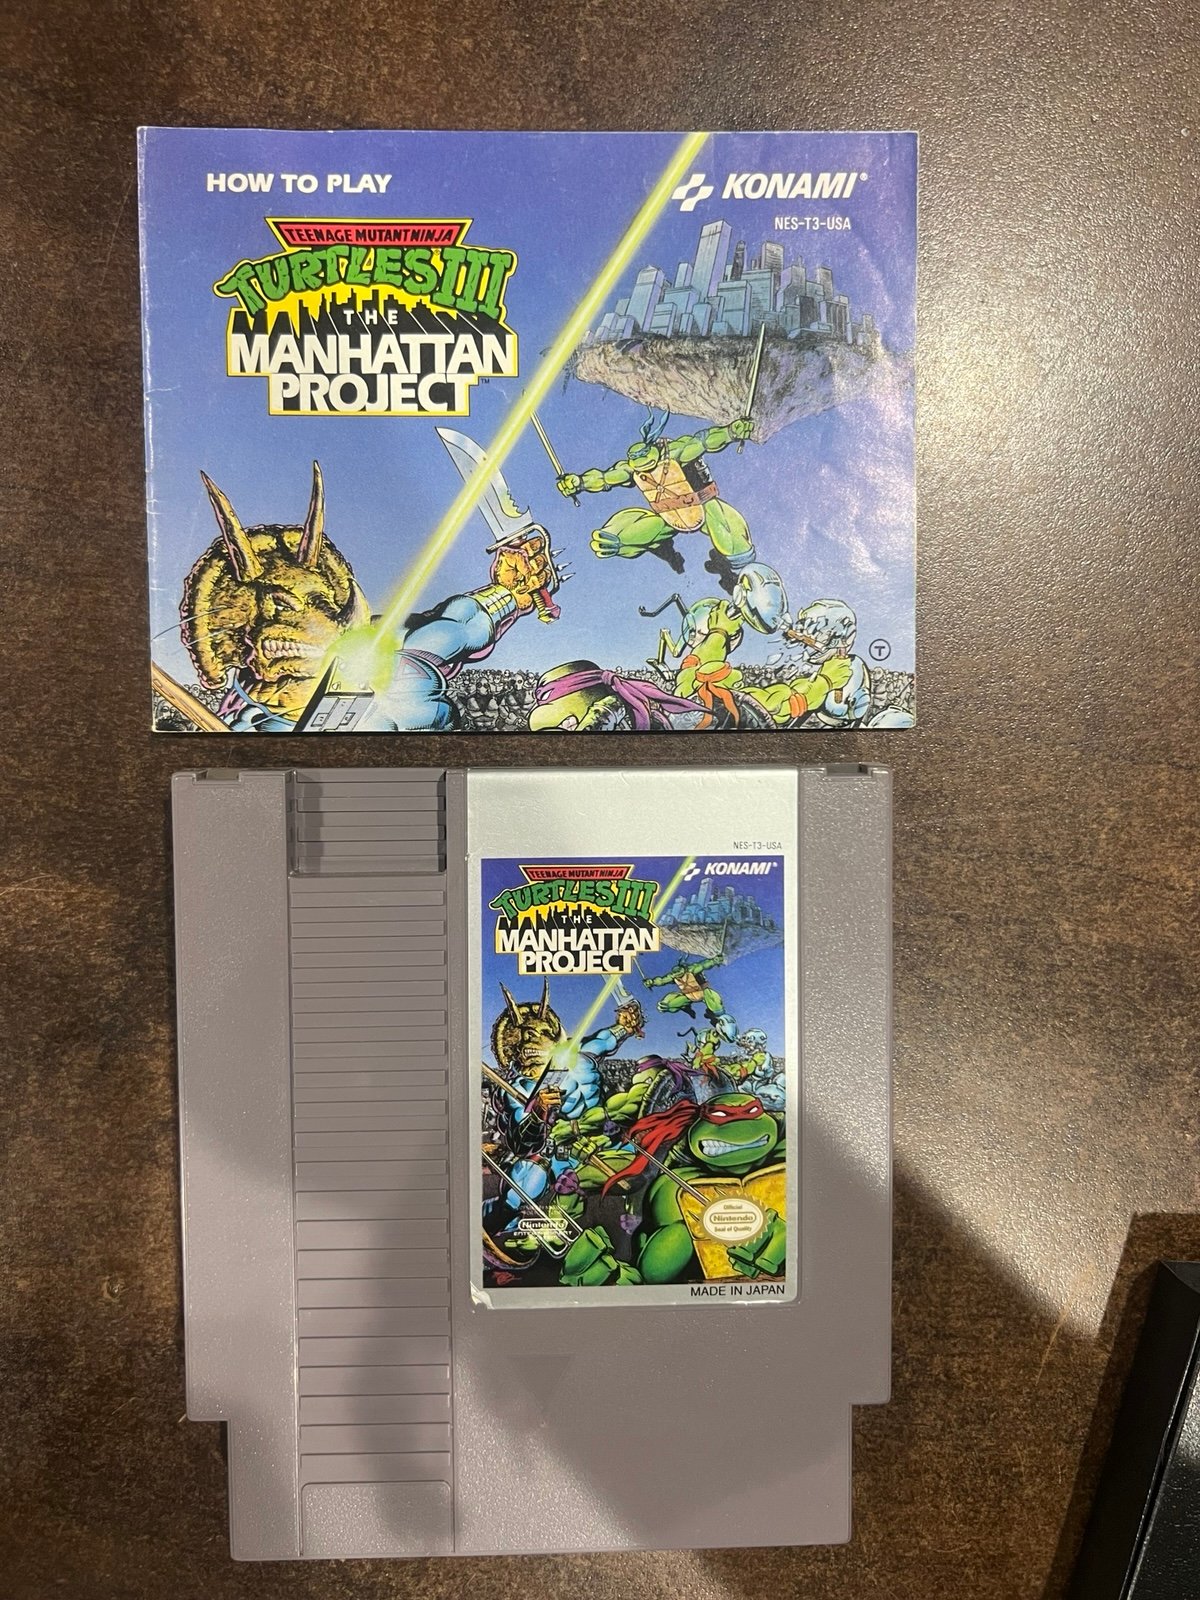 HOW TO PLAY
KONAMI®
NES-T3-USA
TEENAGE MUTANT NINJA
TURTLES III
THE
MANHATTAN
PROJECT™
T
NES-T3-USA
KONAMI®
TEENAGE MUTANT NINJA
TURTLES III
THE
MANHATTAN
PROJECT
Official
Nintendo
Seal of Quality
Nintendo
MADE IN JAPAN